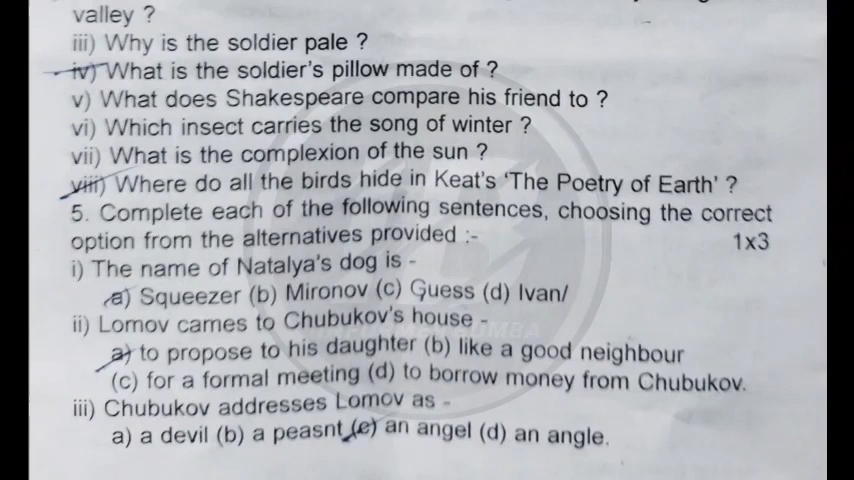 valley ?
iii) Why is the soldier pale ?
iv) What is the soldier's pillow made of ?
v) What does Shakespeare compare his friend to ?
vi) Which insect carries the song of winter ?
vii) What is the complexion of the sun ?
viii) Where do all the birds hide in Keat's 'The Poetry of Earth' ?
5. Complete each of the following sentences, choosing the correct
option from the alternatives provided :- 1x3
i) The name of Natalya's dog is -
a) Squeezer (b) Mironov (c) Guess (d) Ivan/
ii) Lomov cames to Chubukov's house -
a) to propose to his daughter (b) like a good neighbour
(c) for a formal meeting (d) to borrow money from Chubukov.
iii) Chubukov addresses Lomov as -
a) a devil (b) a peasnt (c) an angel (d) an angle.